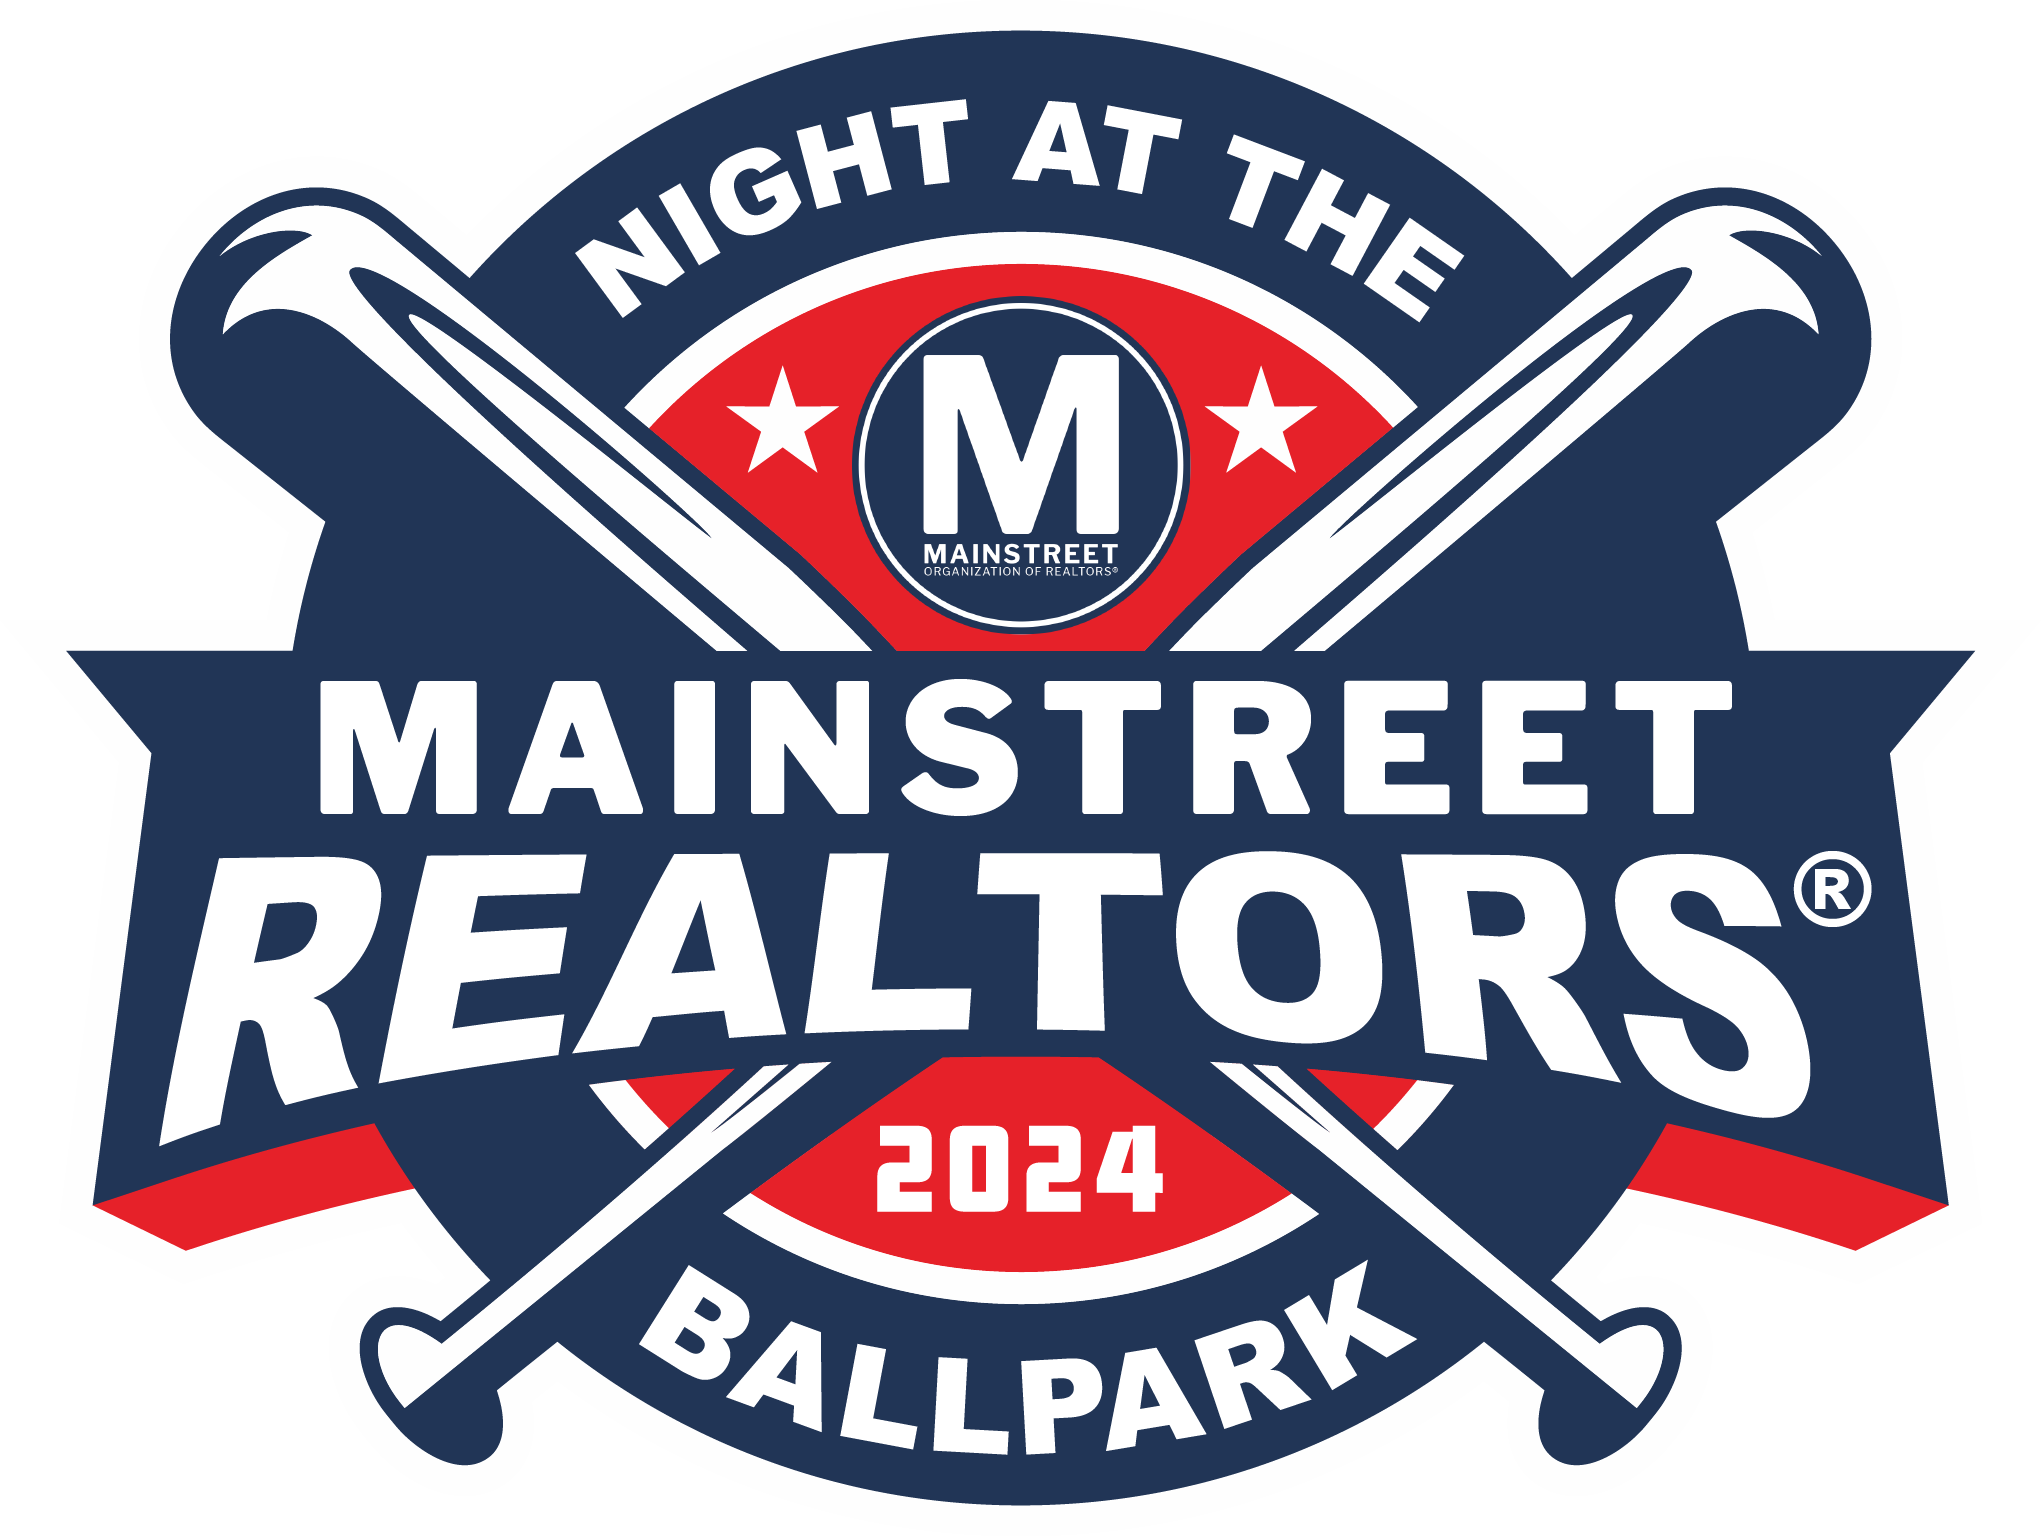 NIGHT AT THE
M
MAINSTREET
ORGANIZATION OF REALTORS®
MAINSTREET
REALTORS®
2024
BALLPARK